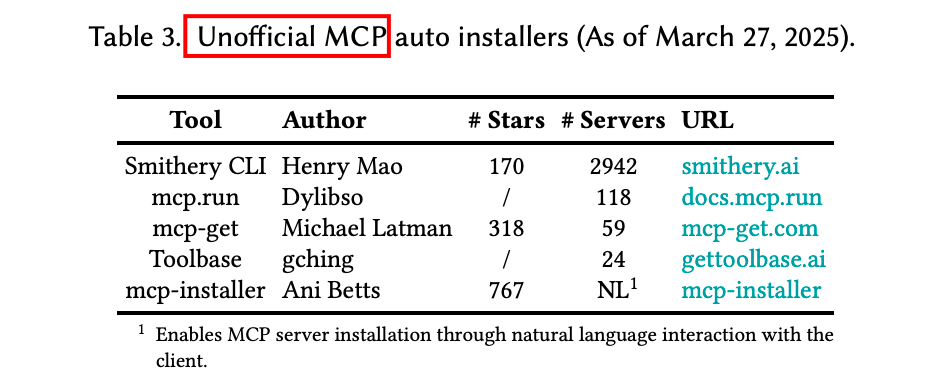 Table 3. Unofficial MCP auto installers (As of March 27, 2025).
Tool Author # Stars # Servers URL
Smithery CLI Henry Mao 170 2942 smithery.ai
mcp.run Dylibso / 118 docs.mcp.run
mcp-get Michael Latman 318 59 mcp-get.com
Toolbase gching / 24 gettoolbase.ai
mcp-installer Ani Betts 767 NL¹ mcp-installer
¹ Enables MCP server installation through natural language interaction with the
client.